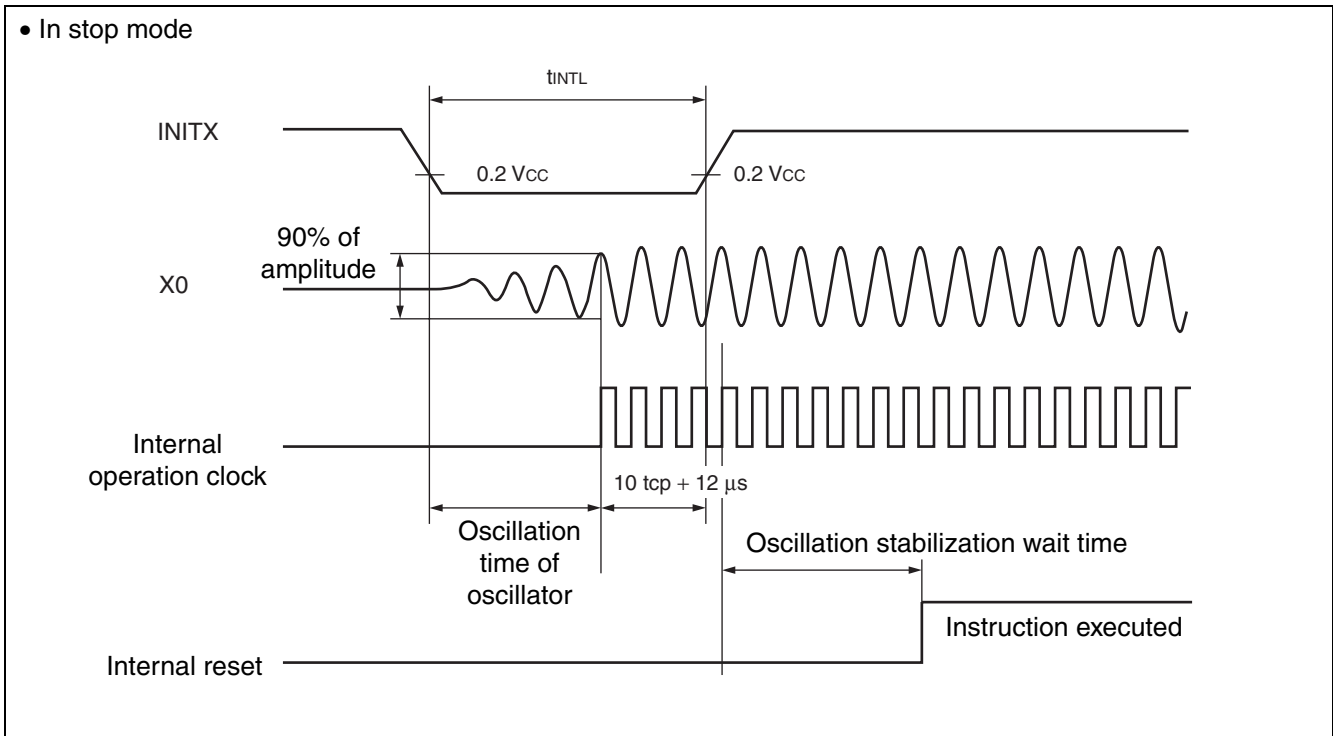 • In stop mode
tINTL
INITX
0.2 VCC
0.2 VCC
90% of
amplitude
X0
Internal
operation clock
10 tcp + 12 μs
Oscillation
time of
oscillator
Oscillation stabilization wait time
Instruction executed
Internal reset